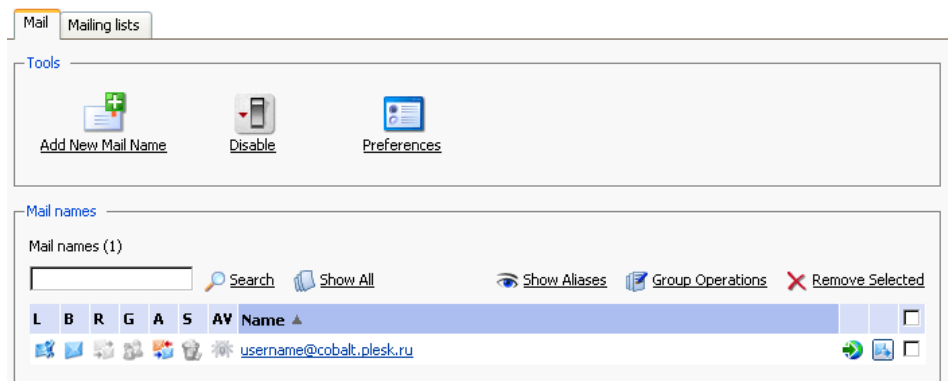 Mail Mailing lists
Tools
Add New Mail Name Disable Preferences
Mail names
Mail names (1)
Search Show All Show Aliases Group Operations Remove Selected
L B R G A S AV Name
username@cobalt.plesk.ru